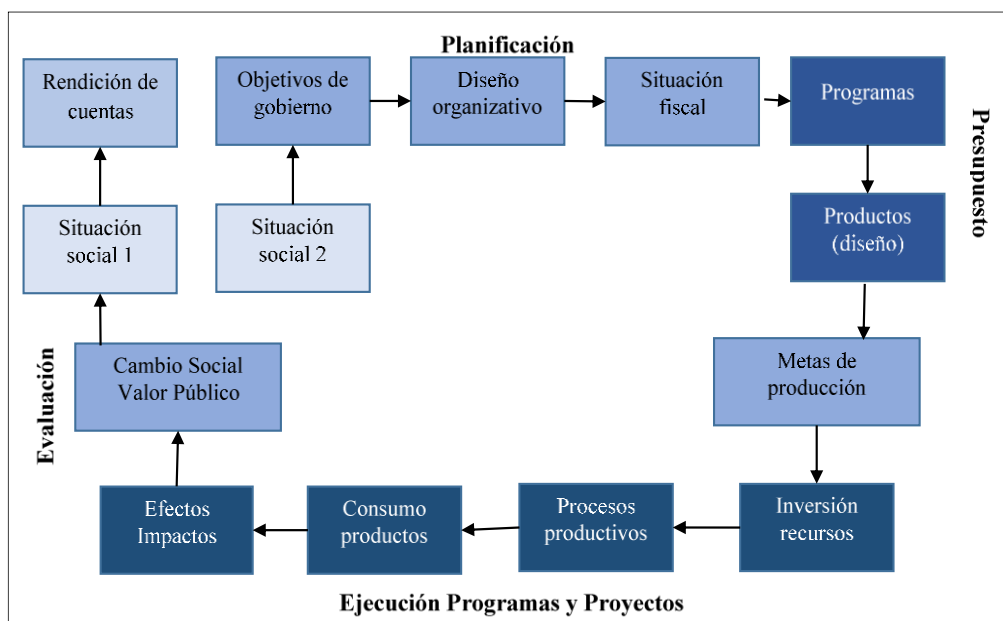 Planificación
Rendición de
cuentas
Objetivos de
gobierno
Diseño
organizativo
Situación
fiscal
Programas
Presupuesto
Situación
social 1
Situación
social 2
Productos
(diseño)
Evaluación
Cambio Social
Valor Público
Metas de
producción
Efectos
Impactos
Consumo
productos
Procesos
productivos
Inversión
recursos
Ejecución Programas y Proyectos